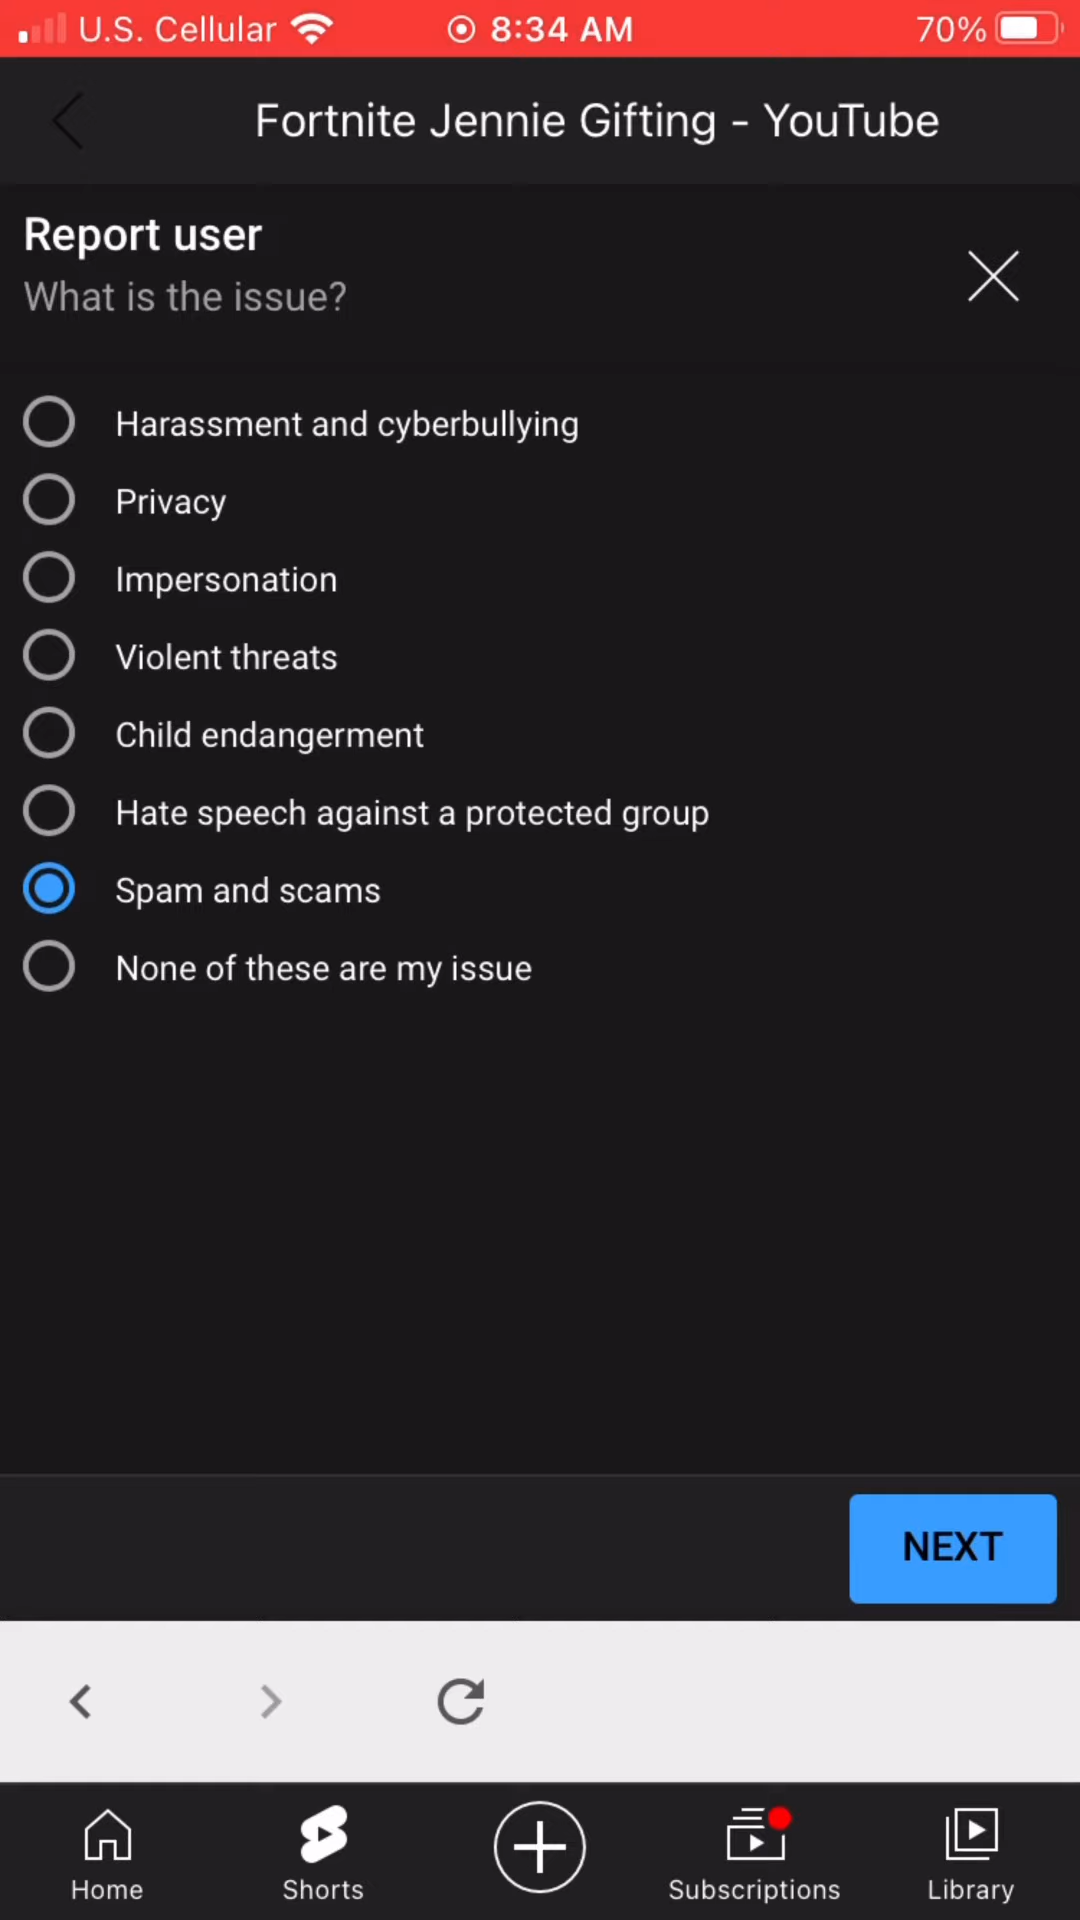 U.S. Cellular 8:34 AM 70%
Fortnite Jennie Gifting - YouTube
Report user
What is the issue?
Harassment and cyberbullying
Privacy
Impersonation
Violent threats
Child endangerment
Hate speech against a protected group
Spam and scams
None of these are my issue
NEXT
Home Shorts Subscriptions Library